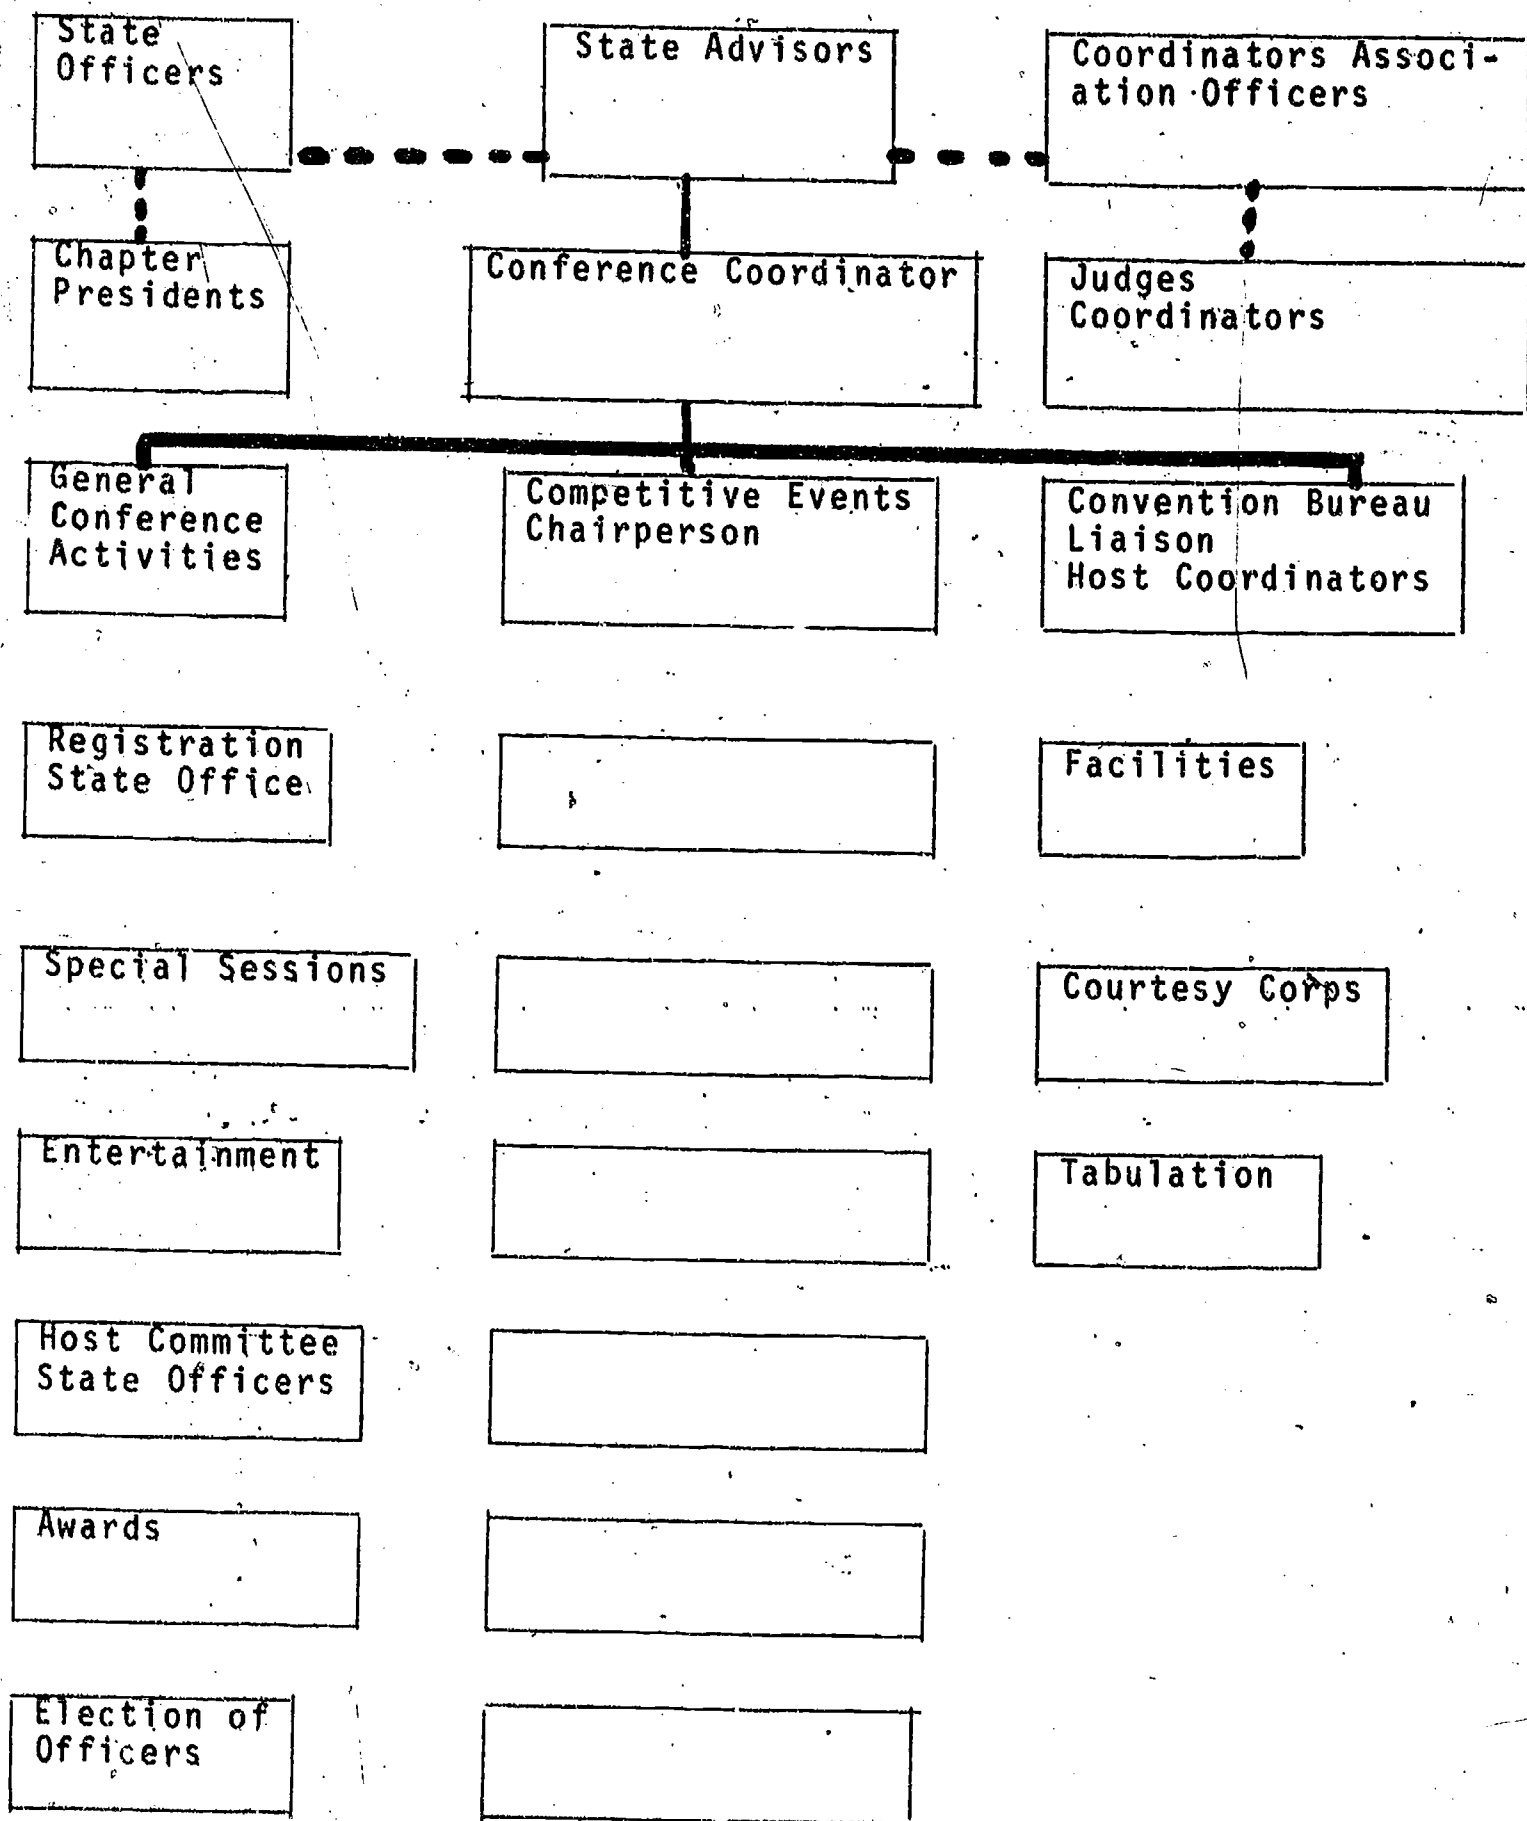 State
Officers
State Advisors
Coordinators Associ-
ation Officers
Chapter
Presidents
Conference Coordinator
Judges
Coordinators
General
Conference
Activities
Competitive Events
Chairperson
Convention Bureau
Liaison
Host Coordinators
Registration
State Office
Facilities
Special Sessions
Courtesy Corps
Entertainment
Tabulation
Host Committee
State Officers
Awards
Election of
Officers